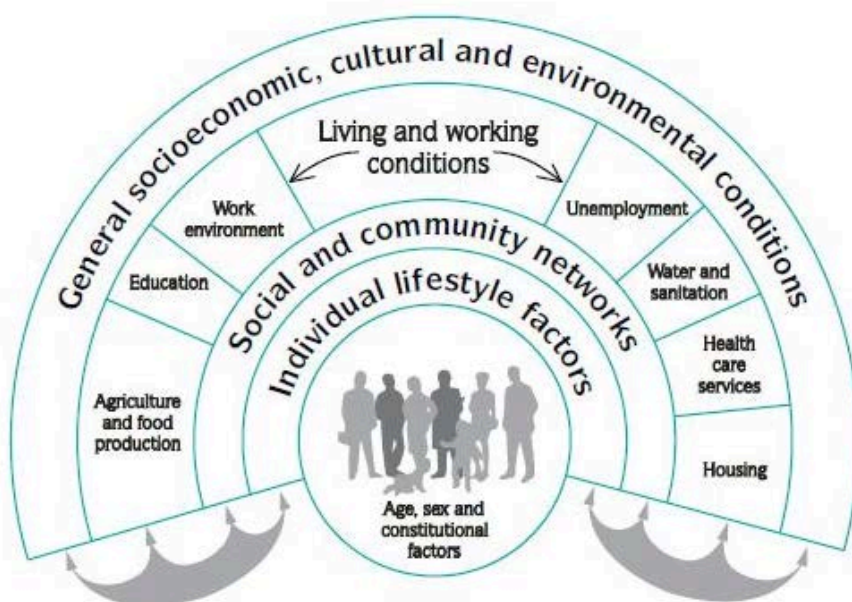 General socioeconomic, cultural and environmental conditions
Living and working
conditions
Work
environment
Unemployment
Education
Water and
sanitation
Social and community networks
Individual lifestyle factors
Health
care
services
Agriculture
and food
production
Housing
Age, sex and
constitutional
factors